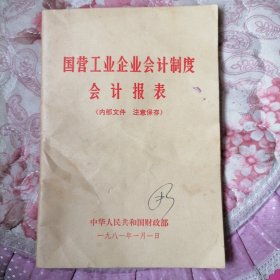 国营工业企业会计制度
会计报表
（内部文件　注意保存）
中华人民共和国财政部
一九八一年一月一日